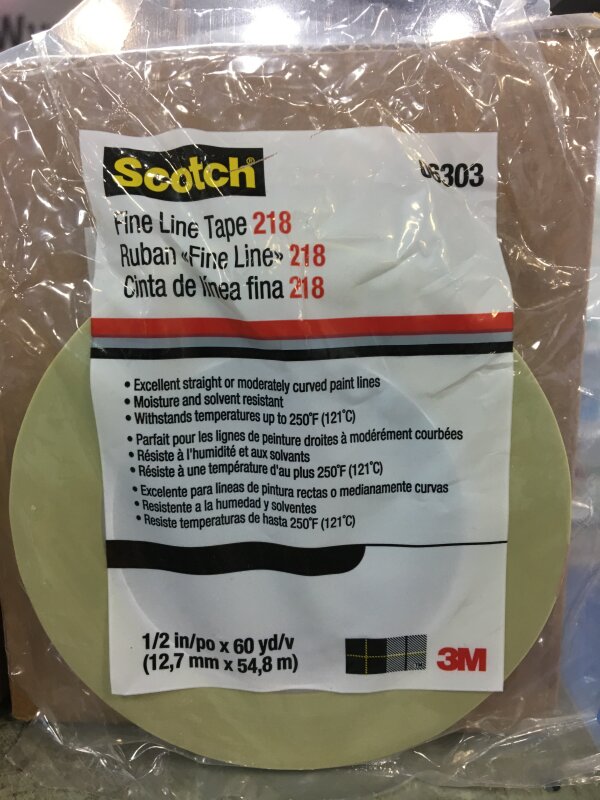 Scotch®
06303
Fine Line Tape 218
Ruban «Fine Line» 218
Cinta de línea fina 218
• Excellent straight or moderately curved paint lines
• Moisture and solvent resistant
• Withstands temperatures up to 250°F (121°C)
• Parfait pour les lignes de peinture droites à modérément courbées
• Résiste à l'humidité et aux solvants
• Résiste à une température d'au plus 250°F (121°C)
• Excelente para lineas de pintura rectas o medianamente curvas
• Resistente a la humedad y solventes
• Resiste temperaturas de hasta 250°F (121°C)
1/2 in/po x 60 yd/v
(12,7 mm x 54,8 m)
™
3M